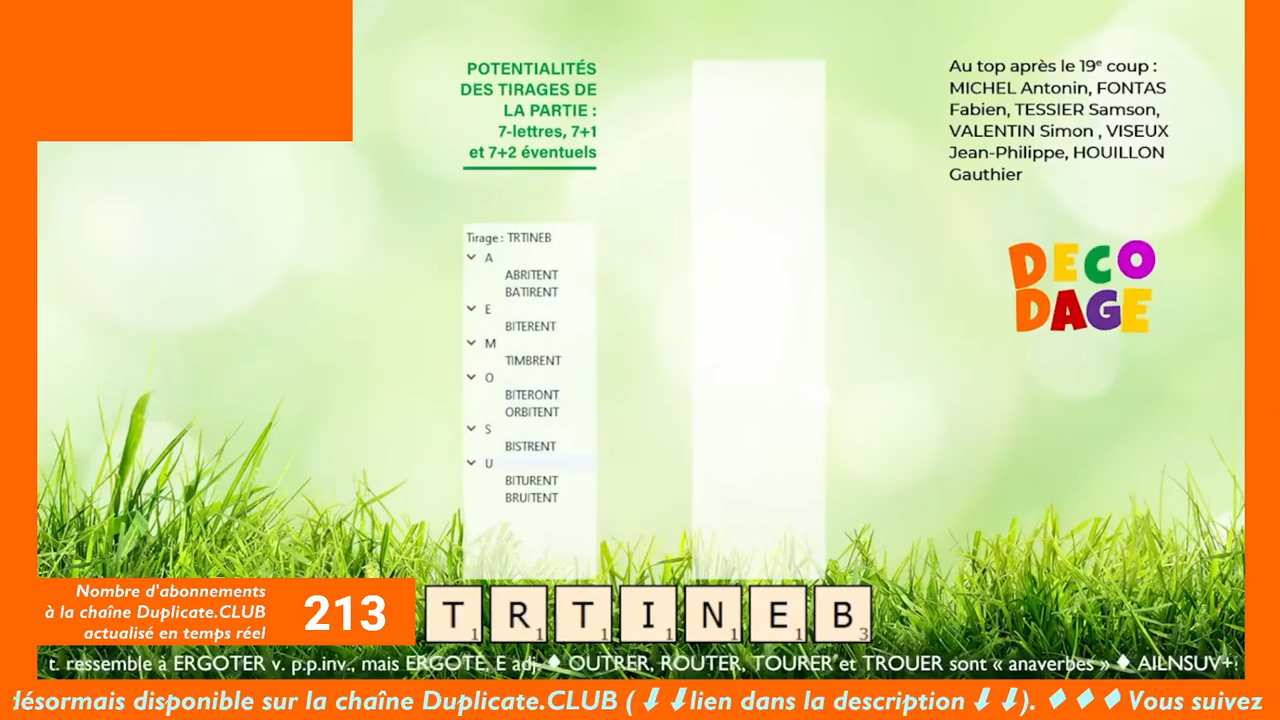 POTENTIALITÉS
DES TIRAGES DE
LA PARTIE :
7-lettres, 7+1
et 7+2 éventuels
Tirage : TRTINEB
A
ABRITENT
BATIRENT
E
BITERENT
M
TIMBRENT
O
BITERONT
ORBITENT
S
BISTRENT
U
BITURENT
BRUITENT
Au top après le 19e coup :
MICHEL Antonin, FONTAS
Fabien, TESSIER Samson,
VALENTIN Simon , VISEUX
Jean-Philippe, HOUILLON
Gauthier
DECO
DAGE
Nombre d'abonnements
à la chaîne Duplicate.CLUB
actualisé en temps réel
213
T1 R1 T1 I1 N1 E1 B3
t. ressemble à ERGOTER v. p.p.inv., mais ERGOTE, E adj. ♦ OUTRER, ROUTER, TOURER et TROUER sont « anaverbes » ♦ AILNSUV+
désormais disponible sur la chaîne Duplicate.CLUB ( ⬇ ⬇lien dans la description ⬇ ⬇). ♦ ♦ ♦ Vous suivez